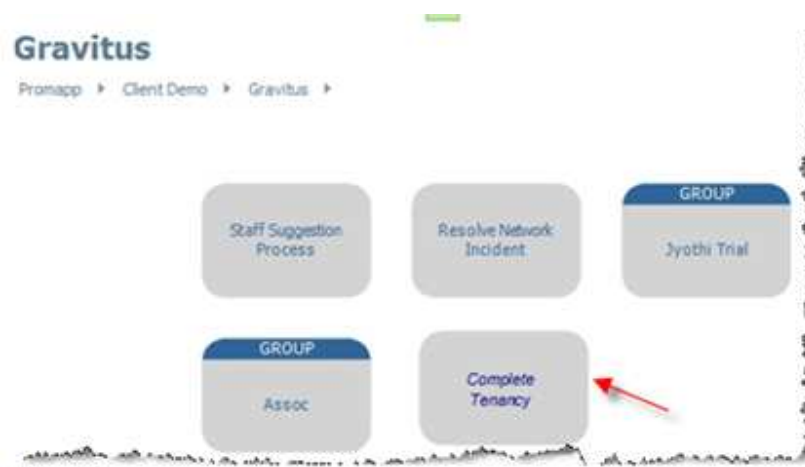 Gravitus
Promapp Client Demo Gravitus
Staff Suggestion
Process
Resolve Network
Incident
GROUP
Jyothi Trial
GROUP
Assoc
Complete
Tenancy